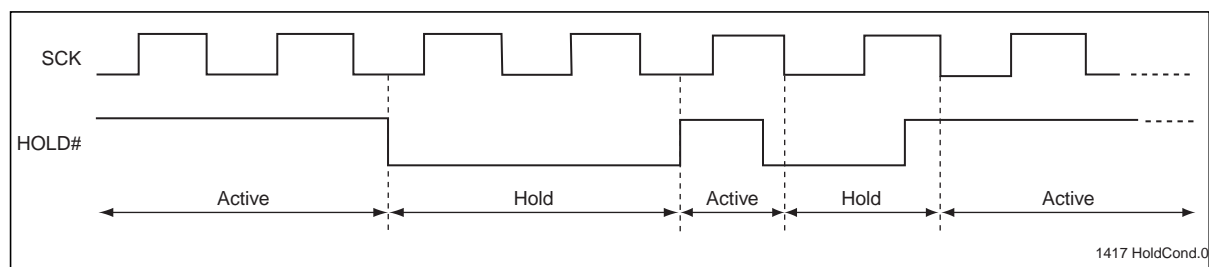 SCK
HOLD#
Active Hold Active Hold Active
1417 HoldCond.0